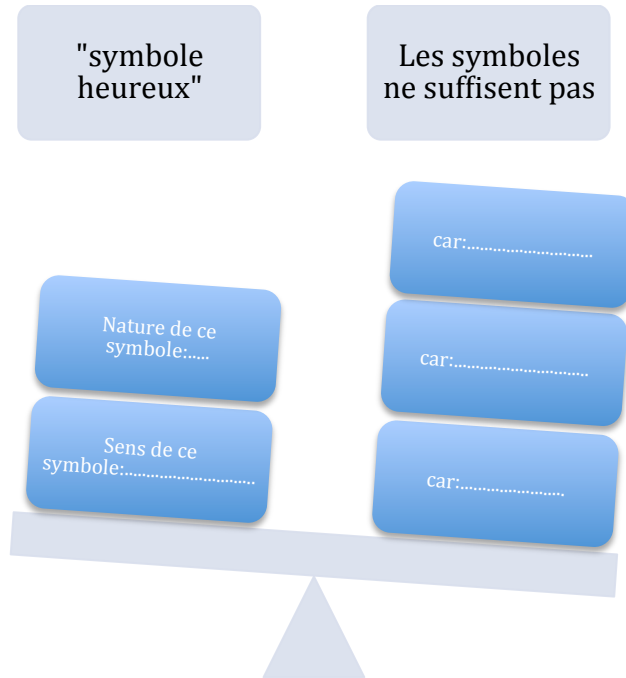 "symbole
heureux"
Les symboles
ne suffisent pas
Nature de ce
symbole:.....
Sens de ce
symbole:...............................
car:.............................
car:...............................
car:.......................